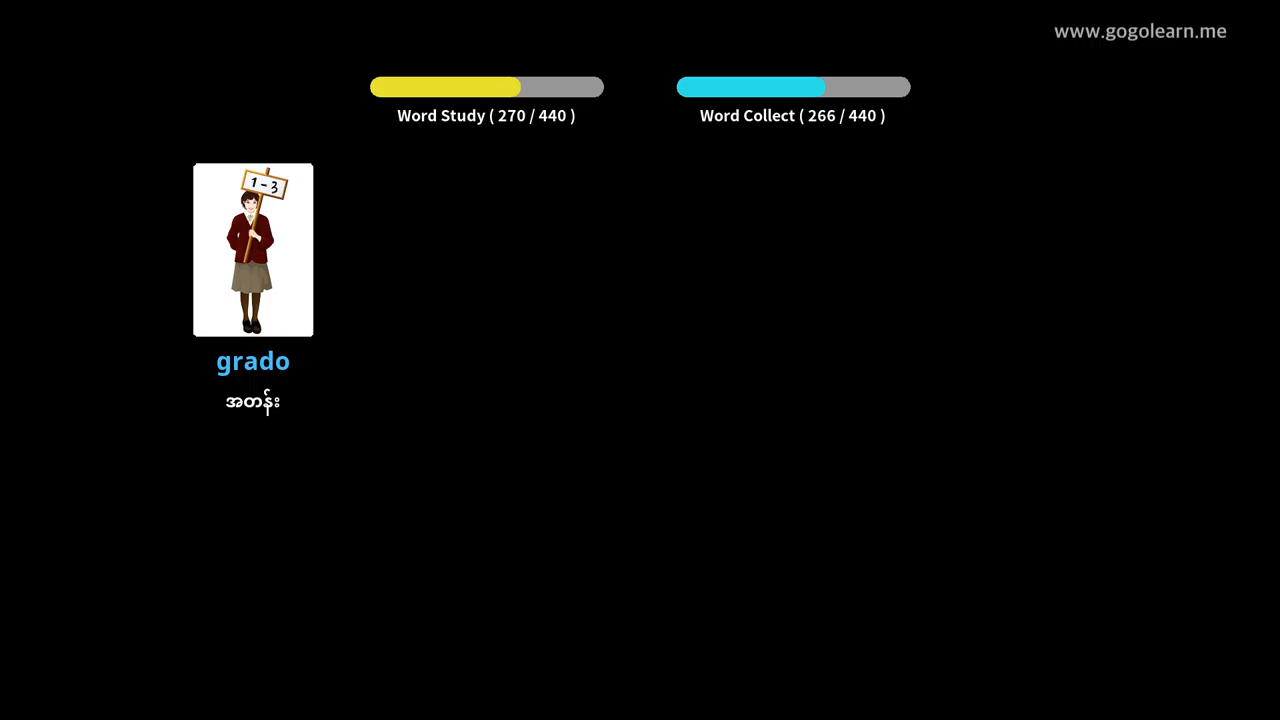 www.gogolearn.me
Word Study ( 270 / 440 )
Word Collect ( 266 / 440 )
1-3
grado
အတန်း